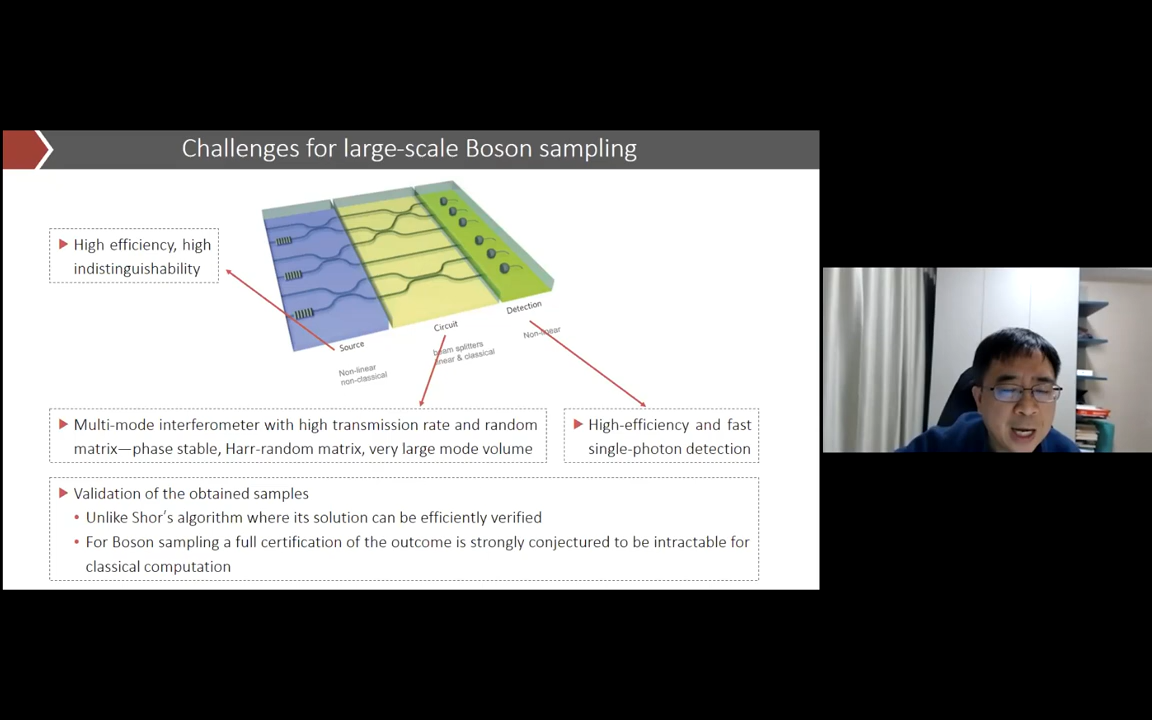 Challenges for large-scale Boson sampling
▶ High efficiency, high
indistinguishability
Source
Non-linear
non-classical
Circuit
beam splitters
linear & classical
Detection
Non-linear
▶ Multi-mode interferometer with high transmission rate and random
matrix—phase stable, Harr-random matrix, very large mode volume
▶ High-efficiency and fast
single-photon detection
▶ Validation of the obtained samples
• Unlike Shor's algorithm where its solution can be efficiently verified
• For Boson sampling a full certification of the outcome is strongly conjectured to be intractable for
classical computation